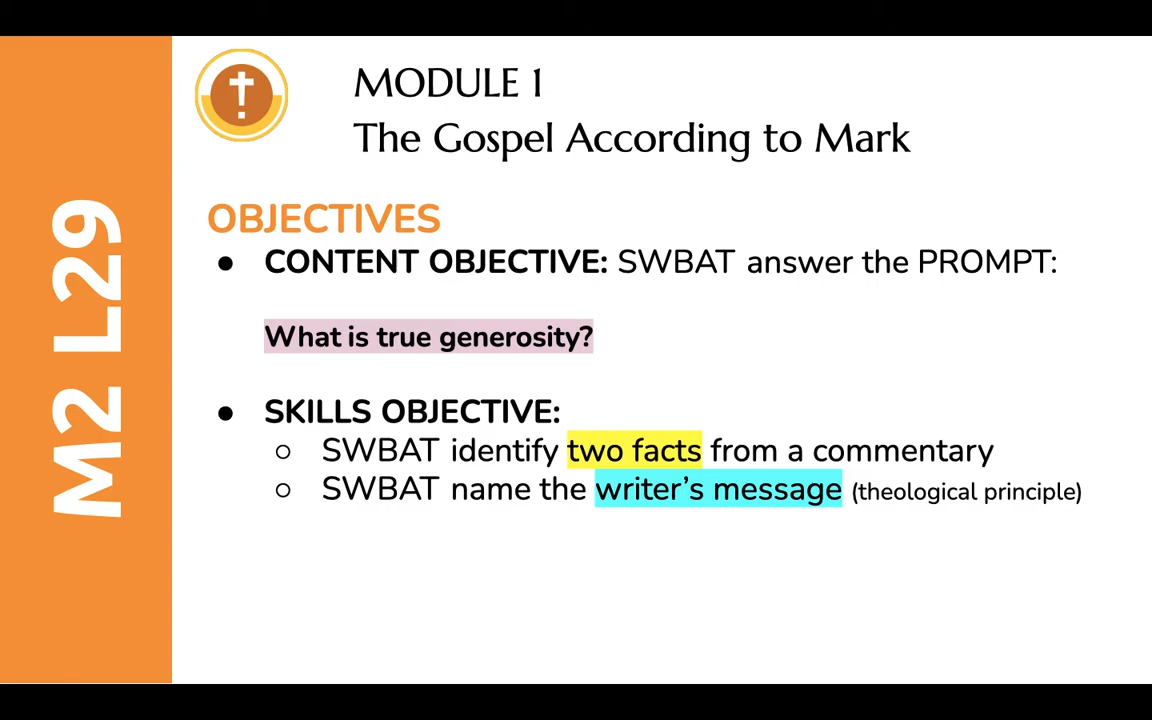 M2 L29
MODULE 1
The Gospel According to Mark
OBJECTIVES
● CONTENT OBJECTIVE: SWBAT answer the PROMPT:
What is true generosity?
● SKILLS OBJECTIVE:
○ SWBAT identify two facts from a commentary
○ SWBAT name the writer’s message (theological principle)